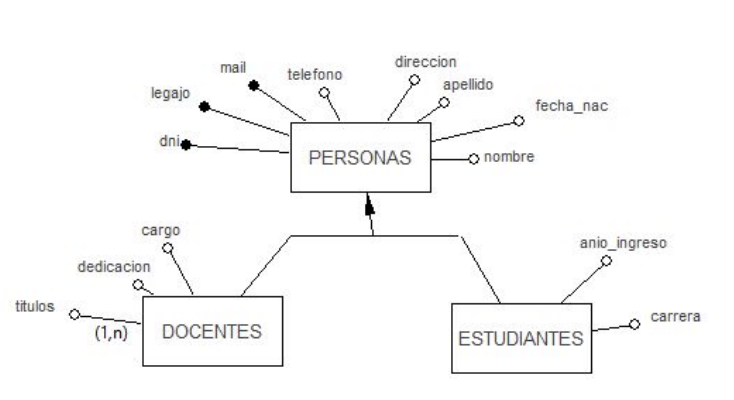 direccion
mail
telefono
apellido
legajo
fecha_nac
dni
PERSONAS
nombre
cargo
anio_ingreso
dedicacion
titulos
carrera
(1,n)
DOCENTES
ESTUDIANTES